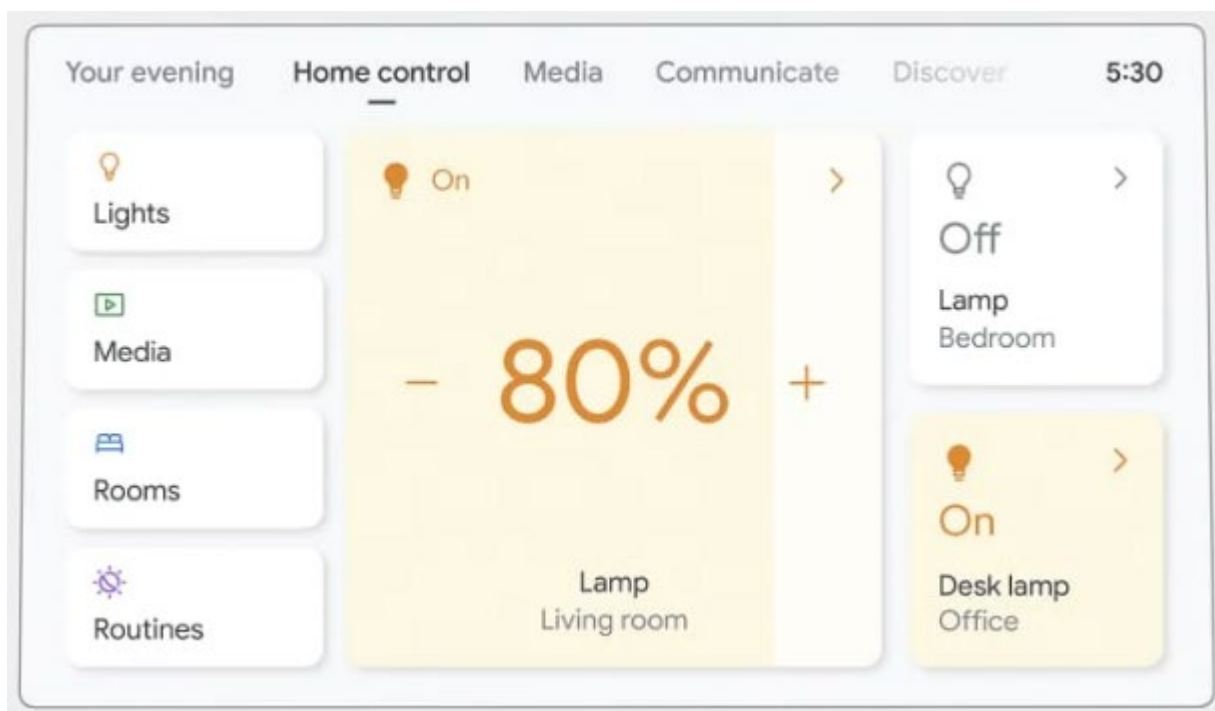 Your evening Home control Media Communicate Discover 5:30
Lights
Media
Rooms
Routines
On
80%
Lamp
Living room
Off
Lamp
Bedroom
On
Desk lamp
Office